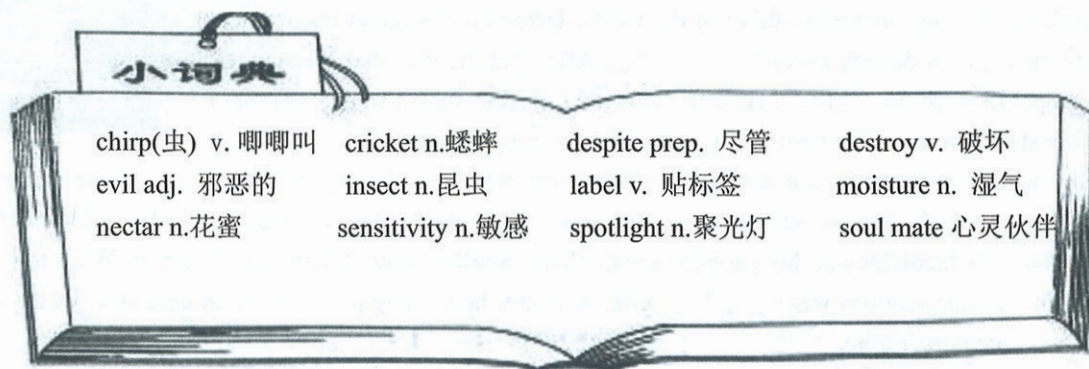 小词典
chirp(虫) v. 唧唧叫 cricket n.蟋蟀 despite prep. 尽管 destroy v. 破坏
evil adj. 邪恶的 insect n.昆虫 label v. 贴标签 moisture n. 湿气
nectar n.花蜜 sensitivity n.敏感 spotlight n.聚光灯 soul mate 心灵伙伴